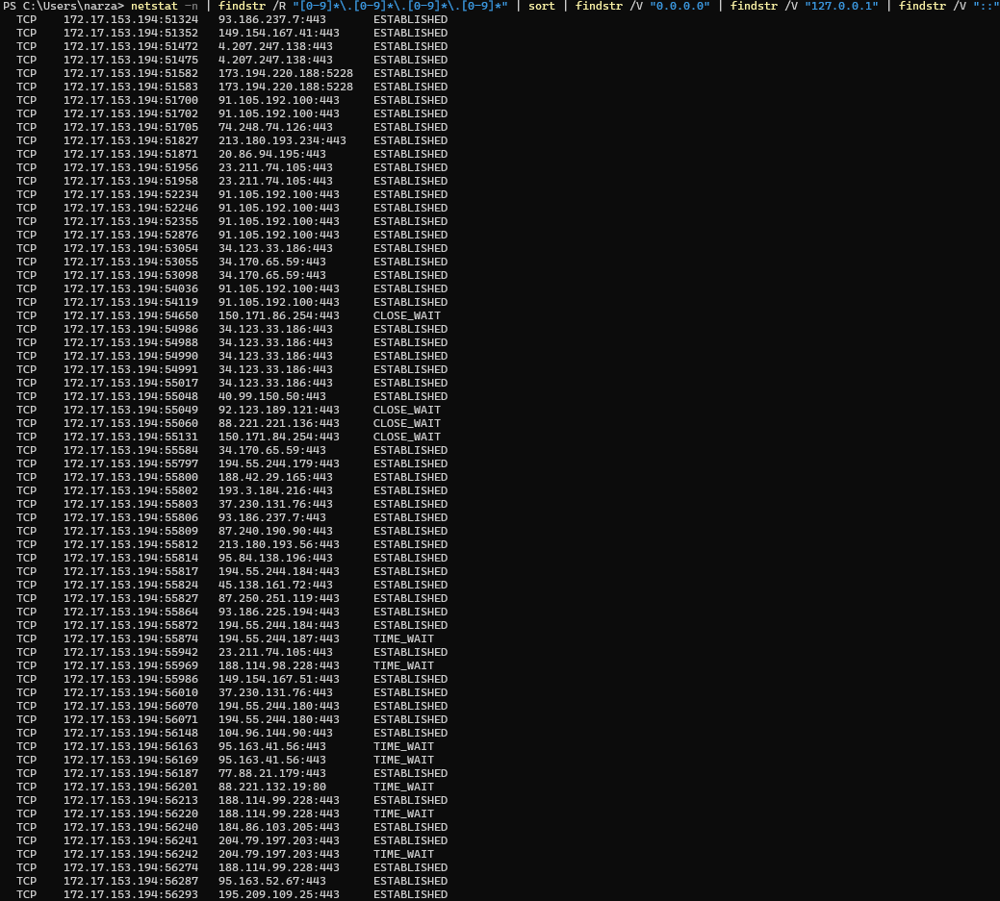 PS C:\Users\narza> netstat -n | findstr /R "[0-9]*\.[0-9]*\.[0-9]*\.[0-9]*" | sort | findstr /V "0.0.0.0" | findstr /V "127.0.0.1" | findstr /V "::"
TCP 172.17.153.194:51324 93.186.237.7:443 ESTABLISHED
TCP 172.17.153.194:51352 149.154.167.41:443 ESTABLISHED
TCP 172.17.153.194:51472 4.207.247.138:443 ESTABLISHED
TCP 172.17.153.194:51475 4.207.247.138:443 ESTABLISHED
TCP 172.17.153.194:51582 173.194.220.188:5228 ESTABLISHED
TCP 172.17.153.194:51583 173.194.220.188:5228 ESTABLISHED
TCP 172.17.153.194:51700 91.105.192.100:443 ESTABLISHED
TCP 172.17.153.194:51702 91.105.192.100:443 ESTABLISHED
TCP 172.17.153.194:51705 74.248.74.126:443 ESTABLISHED
TCP 172.17.153.194:51827 213.180.193.234:443 ESTABLISHED
TCP 172.17.153.194:51871 20.86.94.195:443 ESTABLISHED
TCP 172.17.153.194:51956 23.211.74.105:443 ESTABLISHED
TCP 172.17.153.194:51958 23.211.74.105:443 ESTABLISHED
TCP 172.17.153.194:52234 91.105.192.100:443 ESTABLISHED
TCP 172.17.153.194:52246 91.105.192.100:443 ESTABLISHED
TCP 172.17.153.194:52355 91.105.192.100:443 ESTABLISHED
TCP 172.17.153.194:52876 91.105.192.100:443 ESTABLISHED
TCP 172.17.153.194:53054 34.123.33.186:443 ESTABLISHED
TCP 172.17.153.194:53055 34.170.65.59:443 ESTABLISHED
TCP 172.17.153.194:53098 34.170.65.59:443 ESTABLISHED
TCP 172.17.153.194:54036 91.105.192.100:443 ESTABLISHED
TCP 172.17.153.194:54119 91.105.192.100:443 ESTABLISHED
TCP 172.17.153.194:54650 150.171.86.254:443 CLOSE_WAIT
TCP 172.17.153.194:54986 34.123.33.186:443 ESTABLISHED
TCP 172.17.153.194:54988 34.123.33.186:443 ESTABLISHED
TCP 172.17.153.194:54990 34.123.33.186:443 ESTABLISHED
TCP 172.17.153.194:54991 34.123.33.186:443 ESTABLISHED
TCP 172.17.153.194:55017 34.123.33.186:443 ESTABLISHED
TCP 172.17.153.194:55048 40.99.150.50:443 ESTABLISHED
TCP 172.17.153.194:55049 92.123.189.121:443 CLOSE_WAIT
TCP 172.17.153.194:55060 88.221.221.136:443 CLOSE_WAIT
TCP 172.17.153.194:55131 150.171.84.254:443 CLOSE_WAIT
TCP 172.17.153.194:55584 34.170.65.59:443 ESTABLISHED
TCP 172.17.153.194:55797 194.55.244.179:443 ESTABLISHED
TCP 172.17.153.194:55800 188.42.29.165:443 ESTABLISHED
TCP 172.17.153.194:55802 193.3.184.216:443 ESTABLISHED
TCP 172.17.153.194:55803 37.230.131.76:443 ESTABLISHED
TCP 172.17.153.194:55806 93.186.237.7:443 ESTABLISHED
TCP 172.17.153.194:55809 87.240.190.90:443 ESTABLISHED
TCP 172.17.153.194:55812 213.180.193.56:443 ESTABLISHED
TCP 172.17.153.194:55814 95.84.138.196:443 ESTABLISHED
TCP 172.17.153.194:55817 194.55.244.184:443 ESTABLISHED
TCP 172.17.153.194:55824 45.138.161.72:443 ESTABLISHED
TCP 172.17.153.194:55827 87.250.251.119:443 ESTABLISHED
TCP 172.17.153.194:55864 93.186.225.194:443 ESTABLISHED
TCP 172.17.153.194:55872 194.55.244.184:443 ESTABLISHED
TCP 172.17.153.194:55874 194.55.244.187:443 TIME_WAIT
TCP 172.17.153.194:55942 23.211.74.105:443 ESTABLISHED
TCP 172.17.153.194:55969 188.114.98.228:443 TIME_WAIT
TCP 172.17.153.194:55986 149.154.167.51:443 ESTABLISHED
TCP 172.17.153.194:56010 37.230.131.76:443 ESTABLISHED
TCP 172.17.153.194:56070 194.55.244.180:443 ESTABLISHED
TCP 172.17.153.194:56071 194.55.244.180:443 ESTABLISHED
TCP 172.17.153.194:56148 104.96.144.90:443 ESTABLISHED
TCP 172.17.153.194:56163 95.163.41.56:443 TIME_WAIT
TCP 172.17.153.194:56169 95.163.41.56:443 TIME_WAIT
TCP 172.17.153.194:56187 77.88.21.179:443 ESTABLISHED
TCP 172.17.153.194:56201 88.221.132.19:80 TIME_WAIT
TCP 172.17.153.194:56213 188.114.99.228:443 ESTABLISHED
TCP 172.17.153.194:56220 188.114.99.228:443 TIME_WAIT
TCP 172.17.153.194:56240 184.86.103.205:443 ESTABLISHED
TCP 172.17.153.194:56241 204.79.197.203:443 ESTABLISHED
TCP 172.17.153.194:56242 204.79.197.203:443 TIME_WAIT
TCP 172.17.153.194:56274 188.114.99.228:443 ESTABLISHED
TCP 172.17.153.194:56287 95.163.52.67:443 ESTABLISHED
TCP 172.17.153.194:56293 195.209.109.25:443 ESTABLISHED